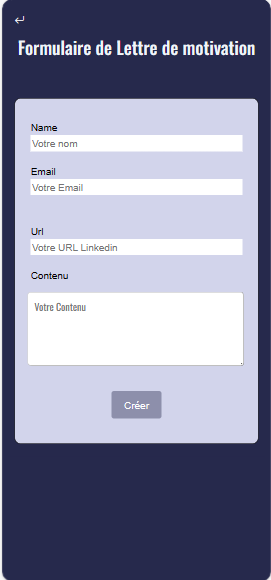 Formulaire de Lettre de motivation
Name
Votre nom
Email
Votre Email
Url
Votre URL Linkedin
Contenu
Votre Contenu
Créer